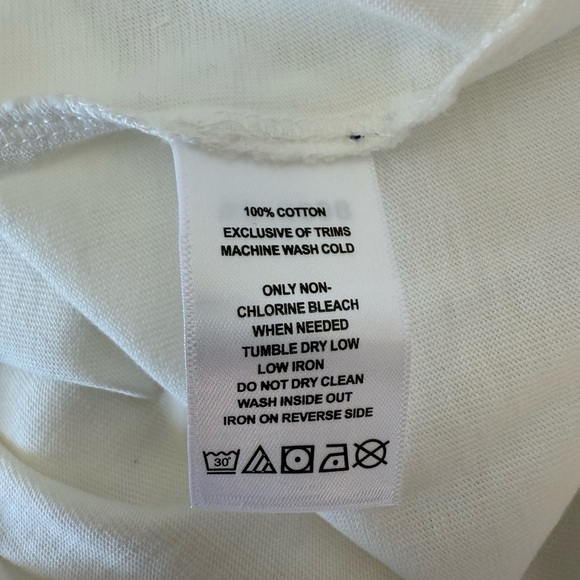 100% COTTON
EXCLUSIVE OF TRIMS
MACHINE WASH COLD
ONLY NON-
CHLORINE BLEACH
WHEN NEEDED
TUMBLE DRY LOW
LOW IRON
DO NOT DRY CLEAN
WASH INSIDE OUT
IRON ON REVERSE SIDE
30°